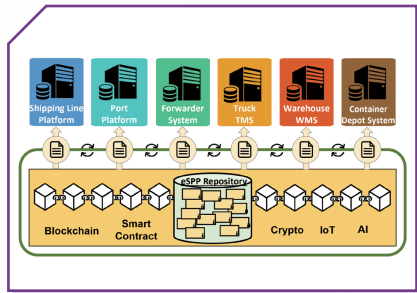 Shipping Line
Platform
Port
Platform
Forwarder
System
Truck
TMS
Warehouse
WMS
Container
Depot System
eSPP Repository
Blockchain
Smart
Contract
Crypto
IoT
AI